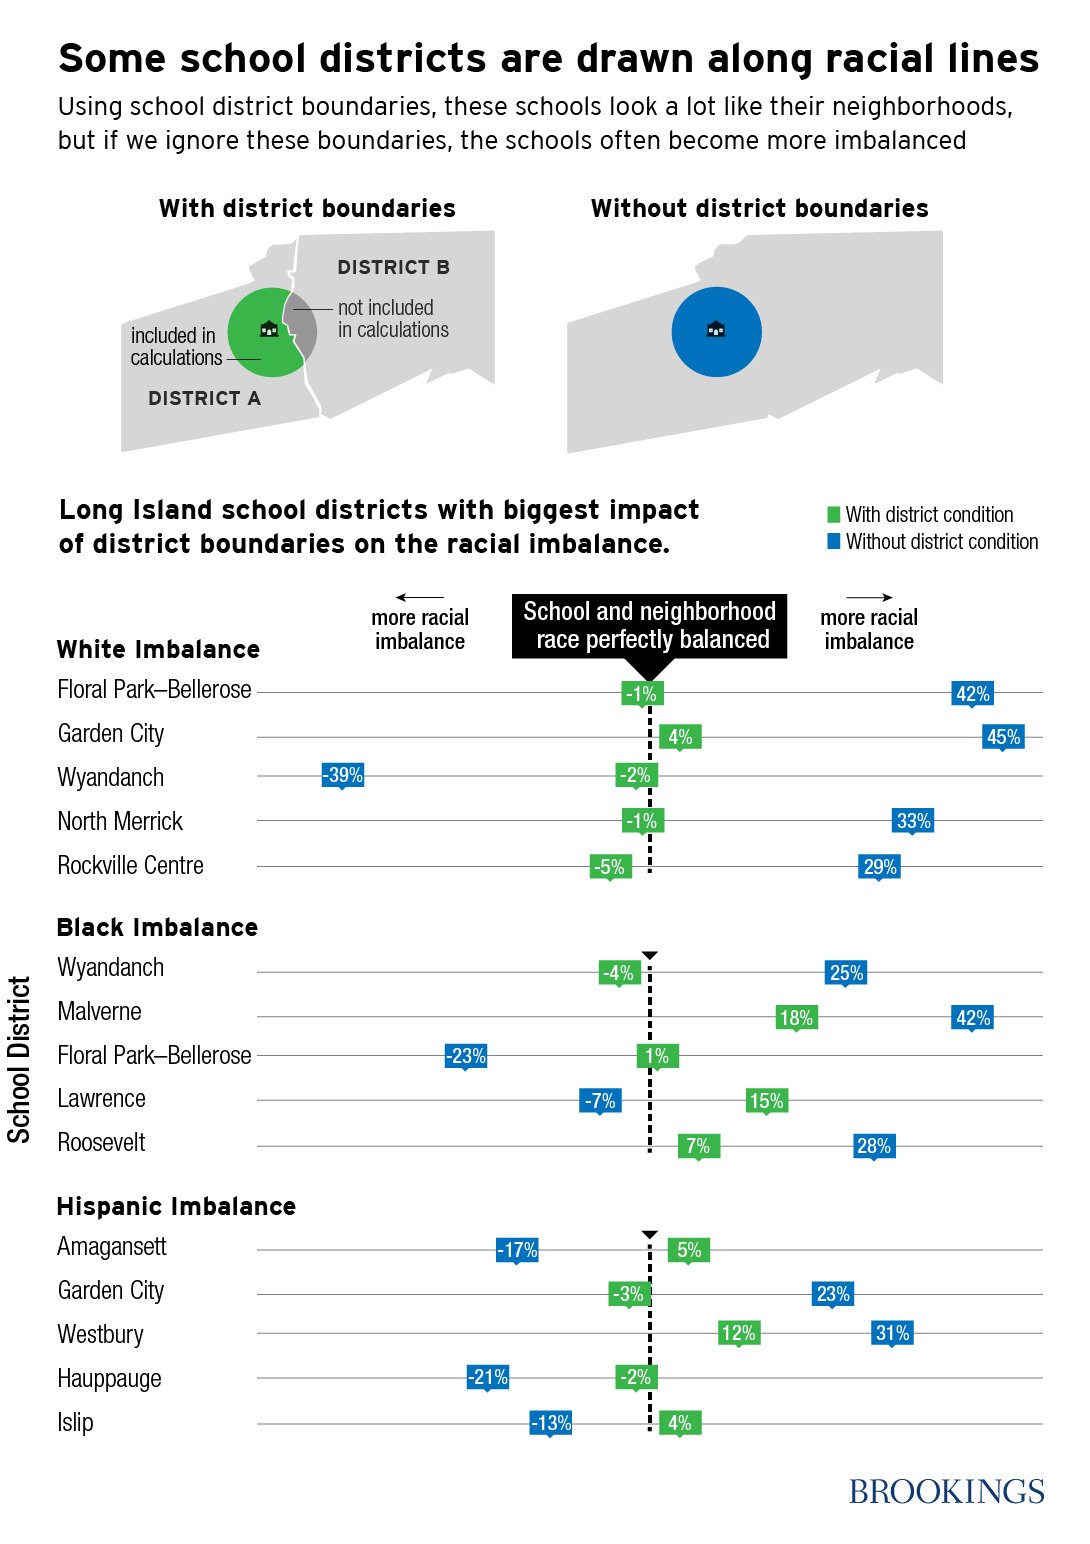 Some school districts are drawn along racial lines
Using school district boundaries, these schools look a lot like their neighborhoods,
but if we ignore these boundaries, the schools often become more imbalanced
With district boundaries
Without district boundaries
DISTRICT B
not included
in calculations
included in
calculations
DISTRICT A
Long Island school districts with biggest impact
of district boundaries on the racial imbalance.
With district condition
Without district condition
more racial
imbalance
School and neighborhood
race perfectly balanced
more racial
imbalance
School District
White Imbalance
Floral Park–Bellerose -1% 42%
Garden City 4% 45%
Wyandanch -39% -2%
North Merrick -1% 33%
Rockville Centre -5% 29%
Black Imbalance
Wyandanch -4% 25%
Malverne 18% 42%
Floral Park–Bellerose -23% 1%
Lawrence -7% 15%
Roosevelt 7% 28%
Hispanic Imbalance
Amagansett -17% 5%
Garden City -3% 23%
Westbury 12% 31%
Hauppauge -21% -2%
Islip -13% 4%
BROOKINGS